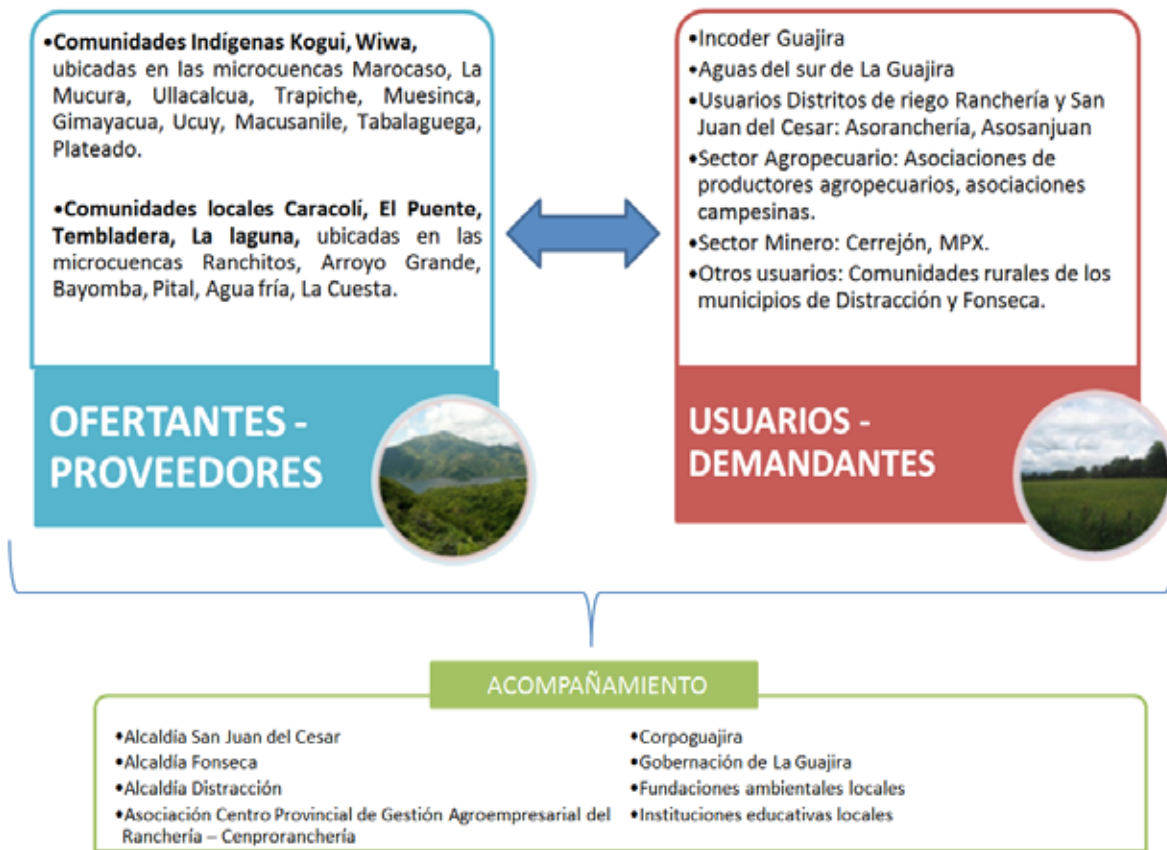 •Comunidades Indígenas Kogui, Wiwa,
ubicadas en las microcuencas Marocaso, La
Mucura, Ullacalcua, Trapiche, Muesinca,
Gimayacua, Ucuy, Macusanile, Tabalaguega,
Plateado.
•Comunidades locales Caracolí, El Puente,
Tembladera, La laguna, ubicadas en las
microcuencas Ranchitos, Arroyo Grande,
Bayomba, Pital, Agua fría, La Cuesta.
OFERTANTES -
PROVEEDORES
•Incoder Guajira
•Aguas del sur de La Guajira
•Usuarios Distritos de riego Ranchería y San
Juan del Cesar: Asoranchería, Asosanjuan
•Sector Agropecuario: Asociaciones de
productores agropecuarios, asociaciones
campesinas.
•Sector Minero: Cerrejón, MPX.
•Otros usuarios: Comunidades rurales de los
municipios de Distracción y Fonseca.
USUARIOS -
DEMANDANTES
ACOMPAÑAMIENTO
•Alcaldía San Juan del Cesar
•Alcaldía Fonseca
•Alcaldía Distracción
•Asociación Centro Provincial de Gestión Agroempresarial del
Ranchería – Cenproranchería
•Corpoguajira
•Gobernación de La Guajira
•Fundaciones ambientales locales
•Instituciones educativas locales